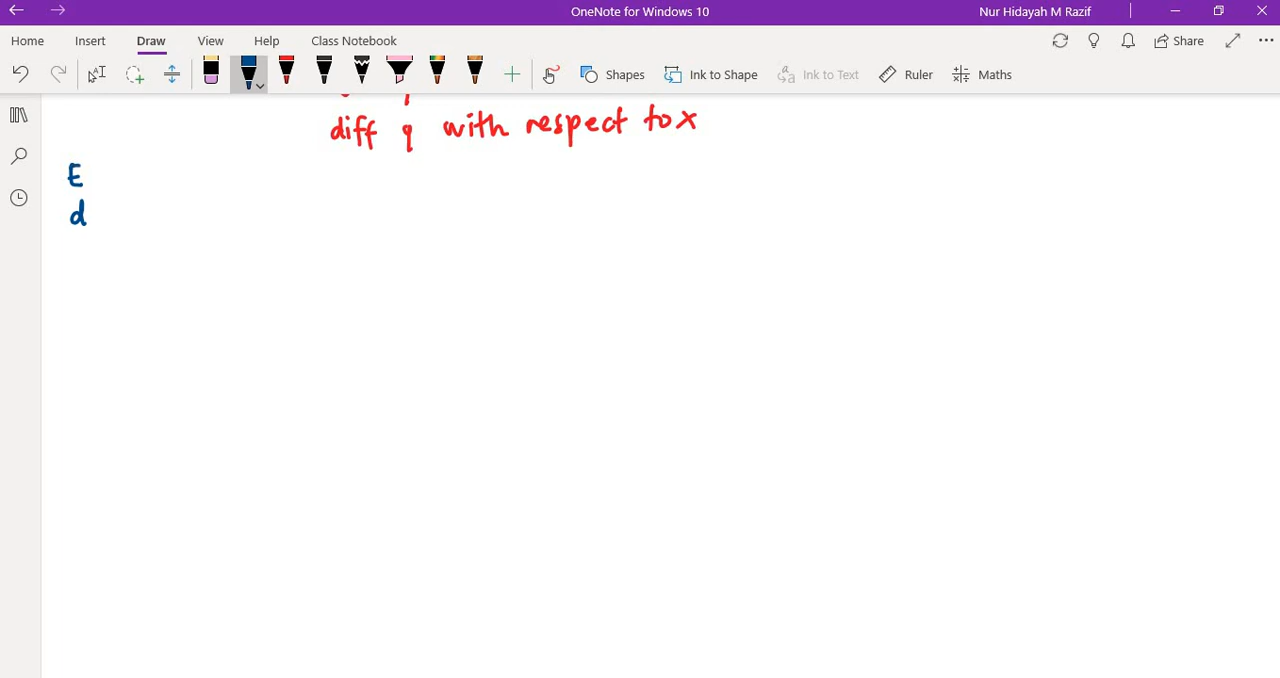 OneNote for Windows 10
Nur Hidayah M Razif
Home Insert Draw View Help Class Notebook Share
Shapes Ink to Shape Ink to Text Ruler Maths
diff y with respect to x
E
d